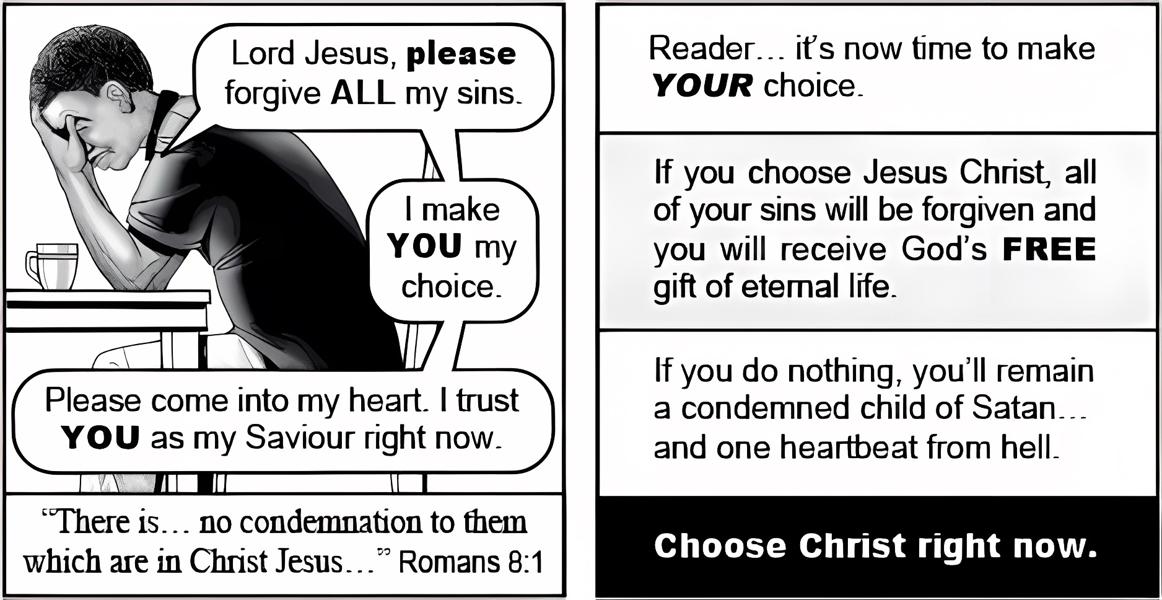 Lord Jesus, please
forgive ALL my sins.
I make
YOU my
choice.
Please come into my heart. I trust
YOU as my Saviour right now.
“There is... no condemnation to them
which are in Christ Jesus...” Romans 8:1
Reader... it's now time to make
YOUR choice.
If you choose Jesus Christ, all
of your sins will be forgiven and
you will receive God's FREE
gift of eternal life.
If you do nothing, you'll remain
a condemned child of Satan...
and one heartbeat from hell.
Choose Christ right now.